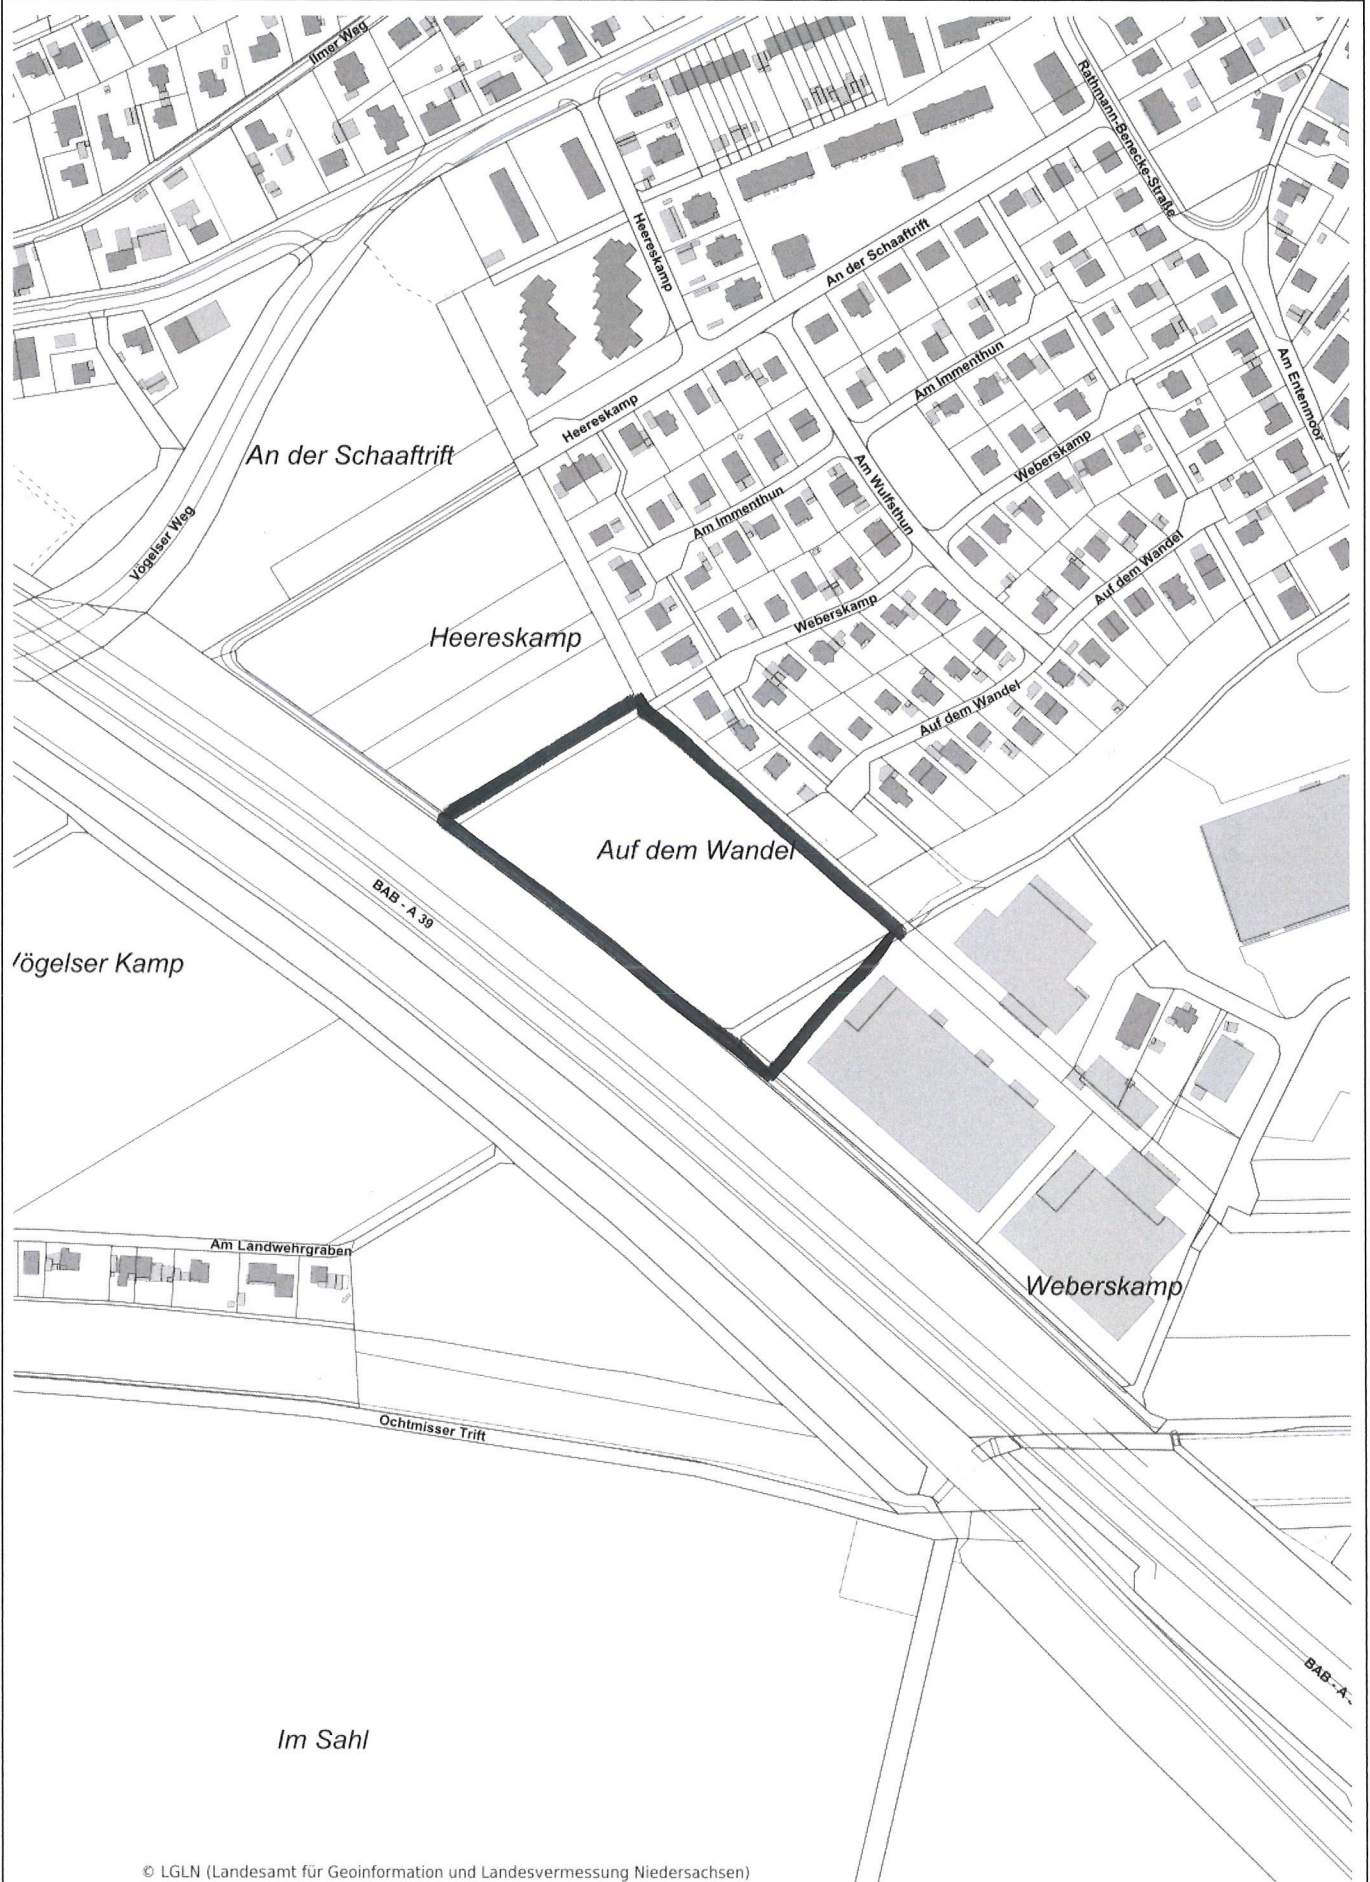 Ilmer Weg
Rathmann-Benecke-Straße
Heereskamp
An der Schaaftrift
Am Immenthun
Am Entenmoor
Heereskamp
An der Schaaftrift
Weberskamp
Am Wulfsthun
Am Immenthun
Vögelser Weg
Auf dem Wandel
Weberskamp
Heereskamp
Auf dem Wandel
Auf dem Wandel
BAB - A 39
Vögelser Kamp
Am Landwehrgraben
Weberskamp
Ochtmisser Trift
BAB - A
Im Sahl
© LGLN (Landesamt für Geoinformation und Landesvermessung Niedersachsen)